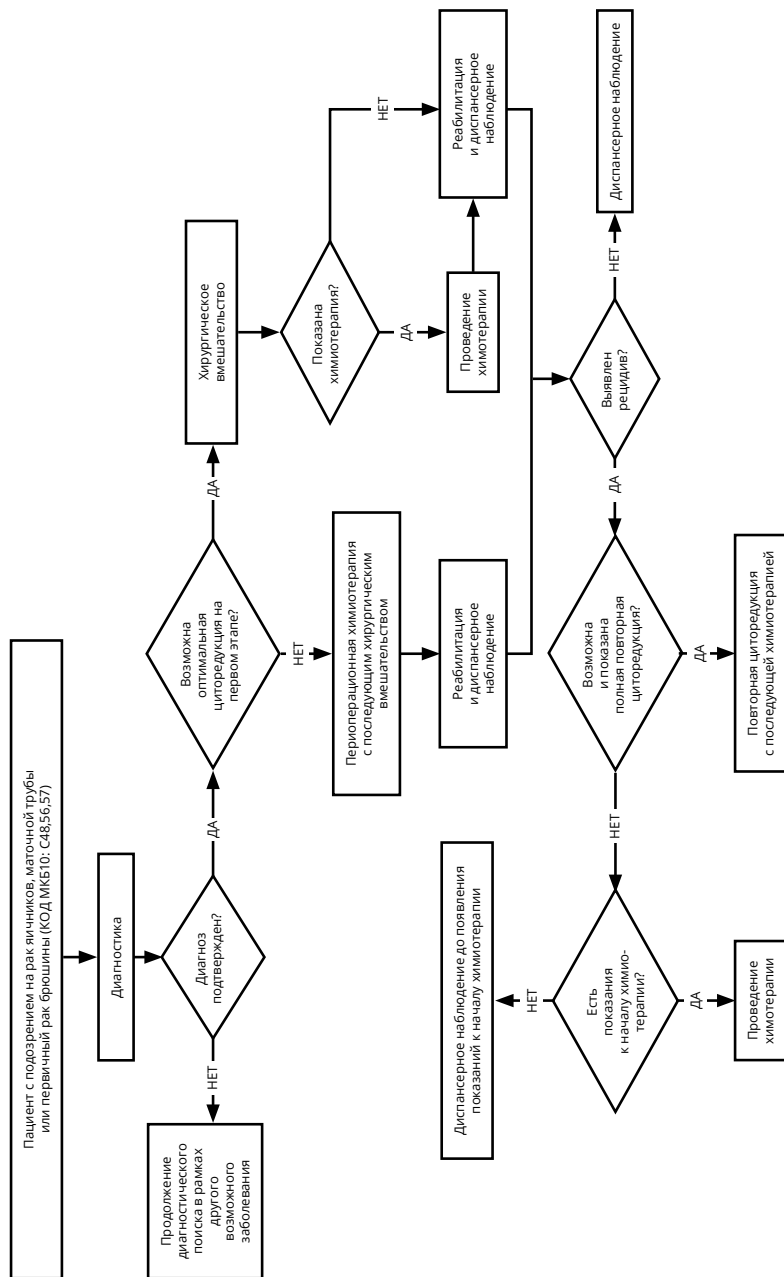 Пациент с подозрением на рак яичников, маточной трубы
или первичный рак брюшины (КОД МКБ10: С48,56,57)
Диагностика
Диагноз
подтвержден?
НЕТ
Продолжение
диагностического
поиска в рамках
другого
возможного
заболевания
ДА
Возможна
оптимальная
циторедукция на
первом этапе?
ДА
Хирургическое
вмешательство
Показана
химиотерапия?
НЕТ
ДА
Проведение
химотерапии
Реабилитация
и диспансерное
наблюдение
НЕТ
Периоперационная химиотерапия
с последующим хирургическим
вмешательством
Реабилитация
и диспансерное
наблюдение
Выявлен
рецидив?
НЕТ
Диспансерное наблюдение
ДА
Возможна
и показана
полная повторная
циторедукция?
ДА
Повторная циторедукция
с последующей химиотерапией
НЕТ
Есть
показания
к началу химио-
терапии?
НЕТ
Диспансерное наблюдение до появления
показаний к началу химиотерапии
ДА
Проведение
химотерапии